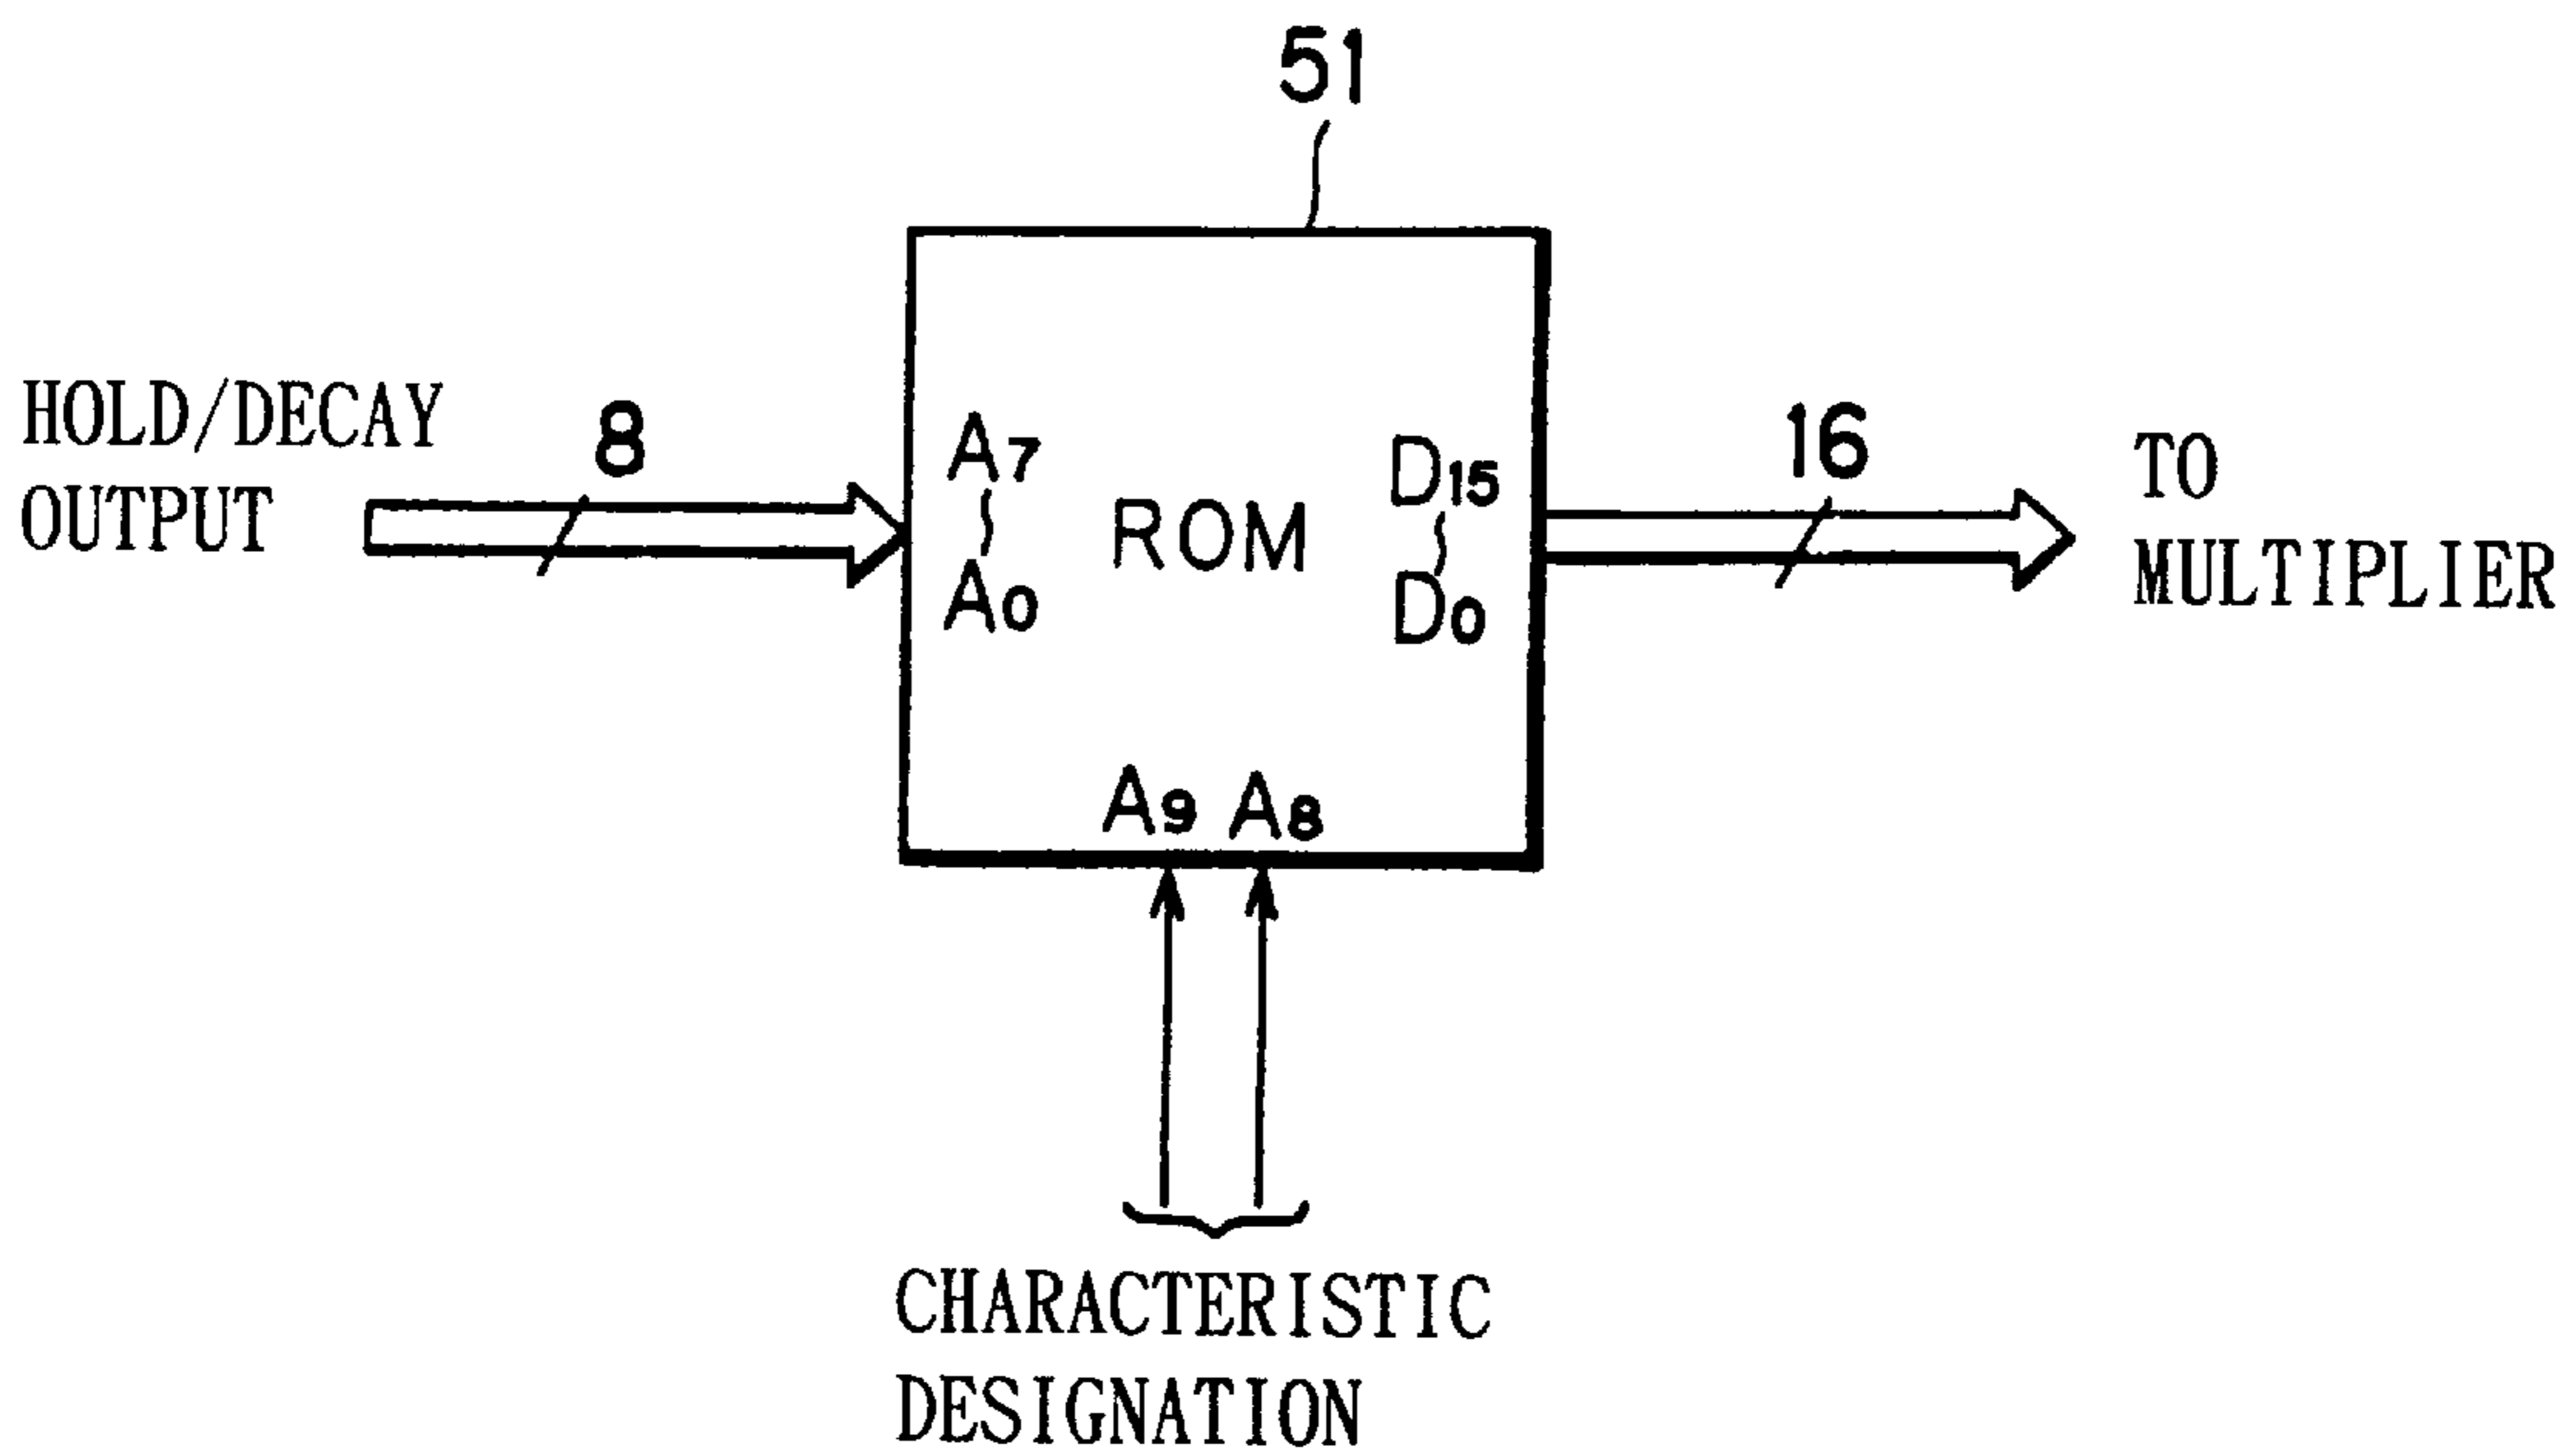 51
HOLD/DECAY
OUTPUT
8
A7
A0
ROM
D15
D0
16
TO
MULTIPLIER
A9 A8
CHARACTERISTIC
DESIGNATION